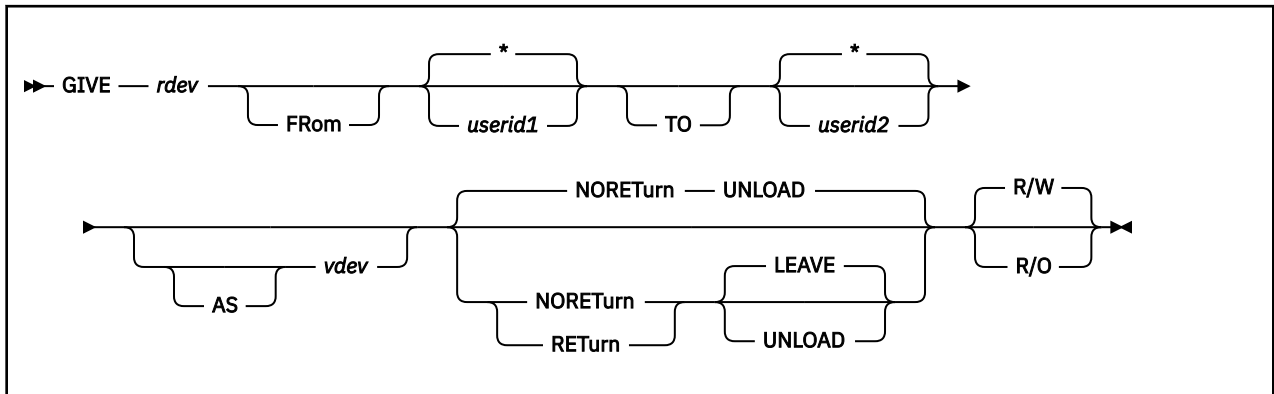 * *
GIVE rdev
FRom userid1 TO userid2
NORETurn UNLOAD R/W
vdev LEAVE R/O
AS NORETurn
RETurn UNLOAD